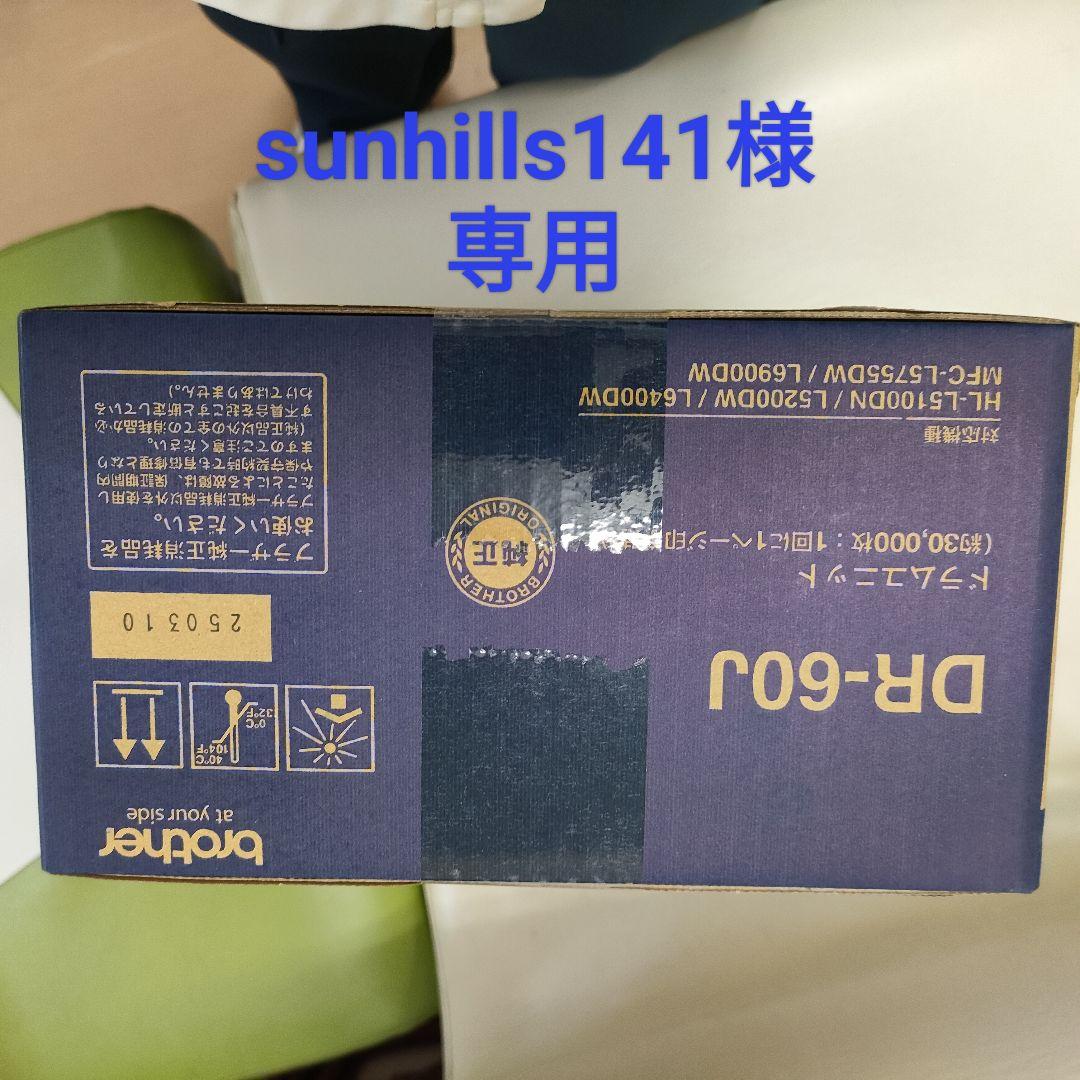 sunhills141様
専用
DR-60J
ドラムユニット
(約30,000枚：1回に1ページ印
対応機種
HL-L5100DN / L5200DW / L6400DW
MFC-L5755DW / L6900DW
BROTHER
純正
ORIGINAL
brother
at your side
40°C
104°F
0°C
32°F
250310
ブラザー純正消耗品を
お使いください。
ブラザー純正消耗品以外を使用し
たことによる故障は、保証期間内
や保守契約時でも有償修理となり
ますのでご注意ください。
(純正品以外の全ての消耗品が必
ず不具合を起こすと断定している
わけではありません。)